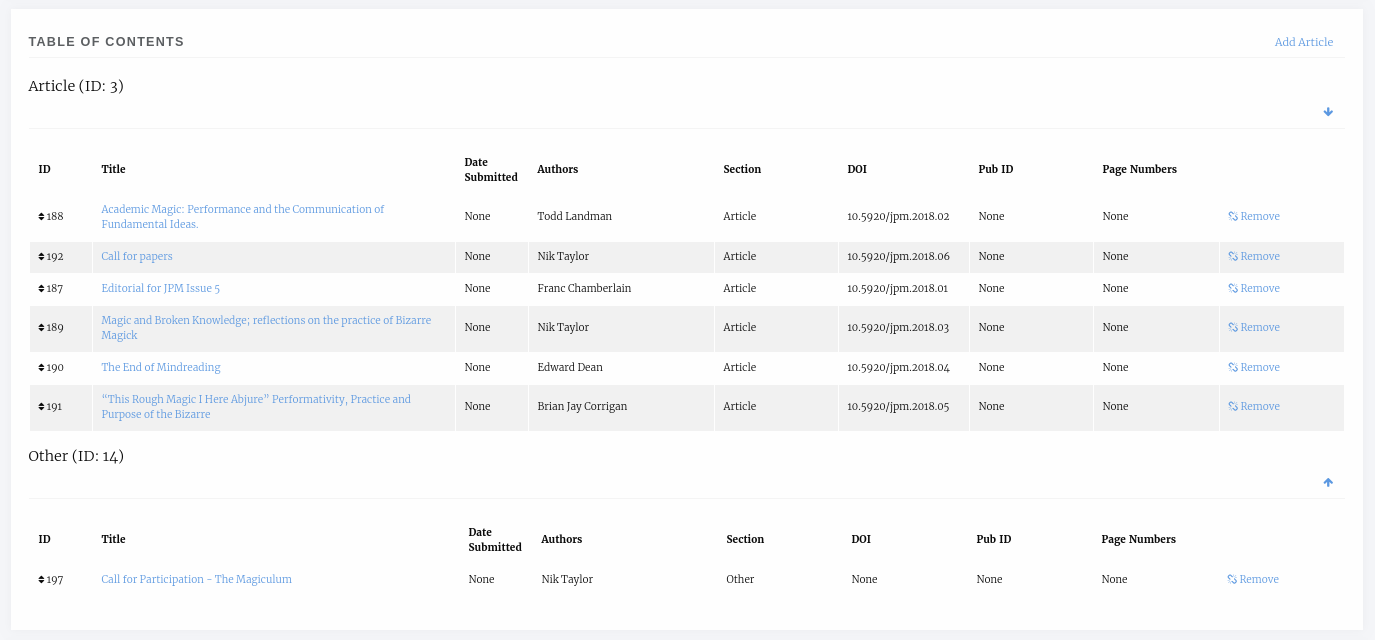 TABLE OF CONTENTS Add Article
Article (ID: 3)
ID Title Date Submitted Authors Section DOI Pub ID Page Numbers
188 Academic Magic: Performance and the Communication of Fundamental Ideas. None Todd Landman Article 10.5920/jpm.2018.02 None None Remove
192 Call for papers None Nik Taylor Article 10.5920/jpm.2018.06 None None Remove
187 Editorial for JPM Issue 5 None Franc Chamberlain Article 10.5920/jpm.2018.01 None None Remove
189 Magic and Broken Knowledge; reflections on the practice of Bizarre Magick None Nik Taylor Article 10.5920/jpm.2018.03 None None Remove
190 The End of Mindreading None Edward Dean Article 10.5920/jpm.2018.04 None None Remove
191 “This Rough Magic I Here Abjure” Performativity, Practice and Purpose of the Bizarre None Brian Jay Corrigan Article 10.5920/jpm.2018.05 None None Remove
Other (ID: 14)
ID Title Date Submitted Authors Section DOI Pub ID Page Numbers
197 Call for Participation - The Magiculum None Nik Taylor Other None None None Remove